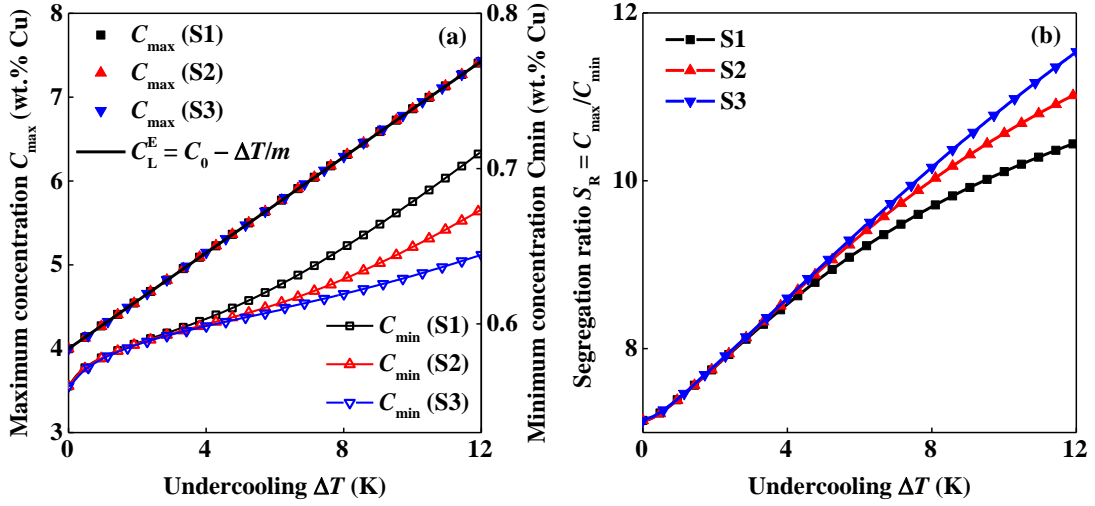 Maximum concentration C_max (wt.% Cu)
8
7
6
5
4
3
C_max (S1)
C_max (S2)
C_max (S3)
C_L^E = C_0 − ΔT/m
(a)
C_min (S1)
C_min (S2)
C_min (S3)
0.8
0.7
0.6
Minimum concentration Cmin (wt.% Cu)
0 4 8 12
Undercooling ΔT (K)
Segregation ratio S_R = C_max/C_min
12
10
8
S1
S2
S3
(b)
0 4 8 12
Undercooling ΔT (K)